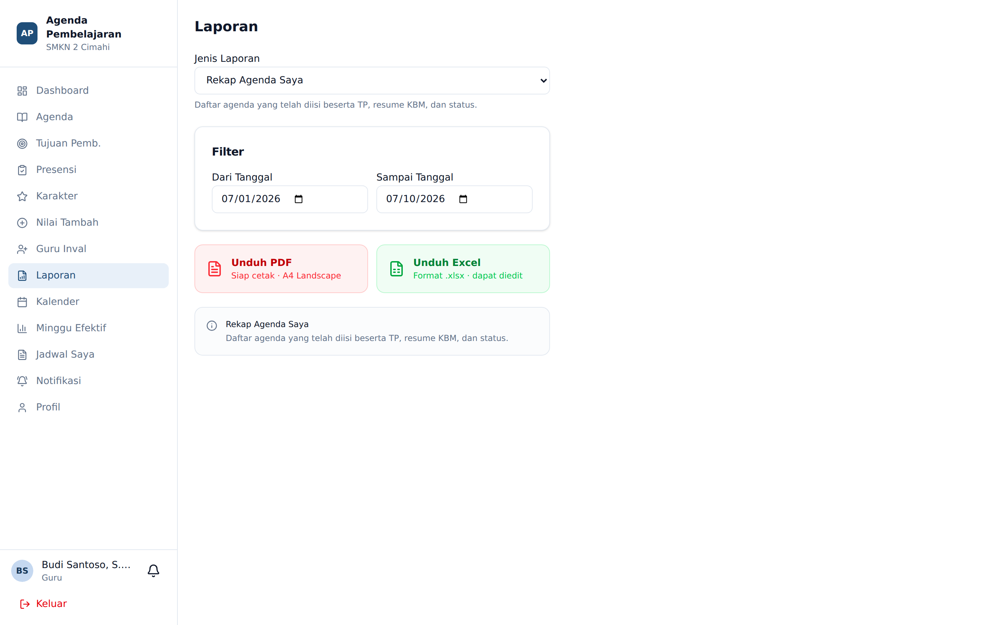 AP
Agenda
Pembelajaran
SMKN 2 Cimahi
Dashboard
Agenda
Tujuan Pemb.
Presensi
Karakter
Nilai Tambah
Guru Inval
Laporan
Kalender
Minggu Efektif
Jadwal Saya
Notifikasi
Profil
BS
Budi Santoso, S....
Guru
Keluar
Laporan
Jenis Laporan
Rekap Agenda Saya
Daftar agenda yang telah diisi beserta TP, resume KBM, dan status.
Filter
Dari Tanggal
07/01/2026
Sampai Tanggal
07/10/2026
Unduh PDF
Siap cetak · A4 Landscape
Unduh Excel
Format .xlsx · dapat diedit
Rekap Agenda Saya
Daftar agenda yang telah diisi beserta TP, resume KBM, dan status.